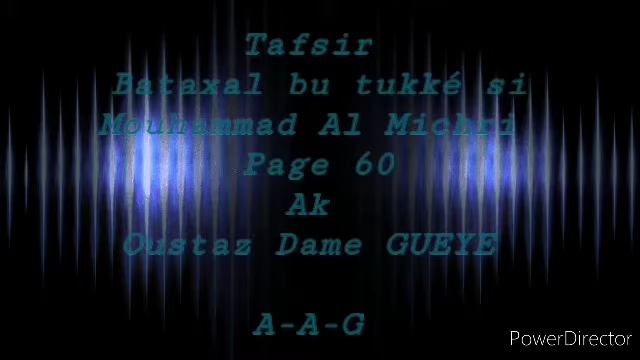 Tafsir
Bataxal bu tukké si
Mouhammad Al Michri
Page 60
Ak
Oustaz Dame GUEYE
A-A-G
PowerDirector